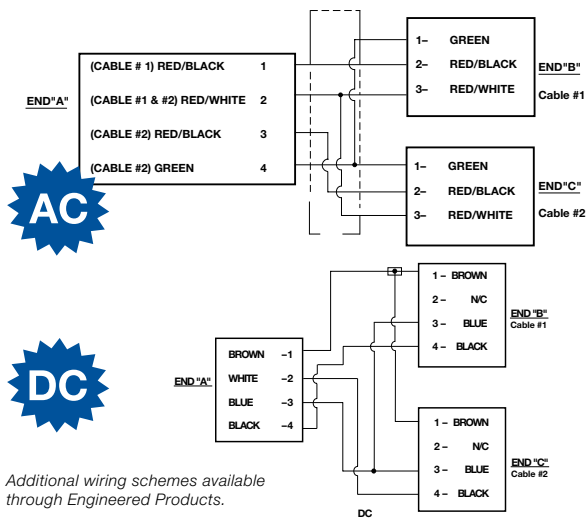 END"A"
(CABLE # 1) RED/BLACK 1
(CABLE #1 & #2) RED/WHITE 2
(CABLE #2) RED/BLACK 3
(CABLE #2) GREEN 4
1– GREEN
2– RED/BLACK
3– RED/WHITE
END"B"
Cable #1
1– GREEN
2– RED/BLACK
3– RED/WHITE
END"C"
Cable #2
AC
DC
END "A"
BROWN –1
WHITE –2
BLUE –3
BLACK –4
1 – BROWN
2 – N/C
3 – BLUE
4 – BLACK
END "B"
Cable #1
1 – BROWN
2 – N/C
3 – BLUE
4 – BLACK
END "C"
Cable #2
Additional wiring schemes available
through Engineered Products.
DC